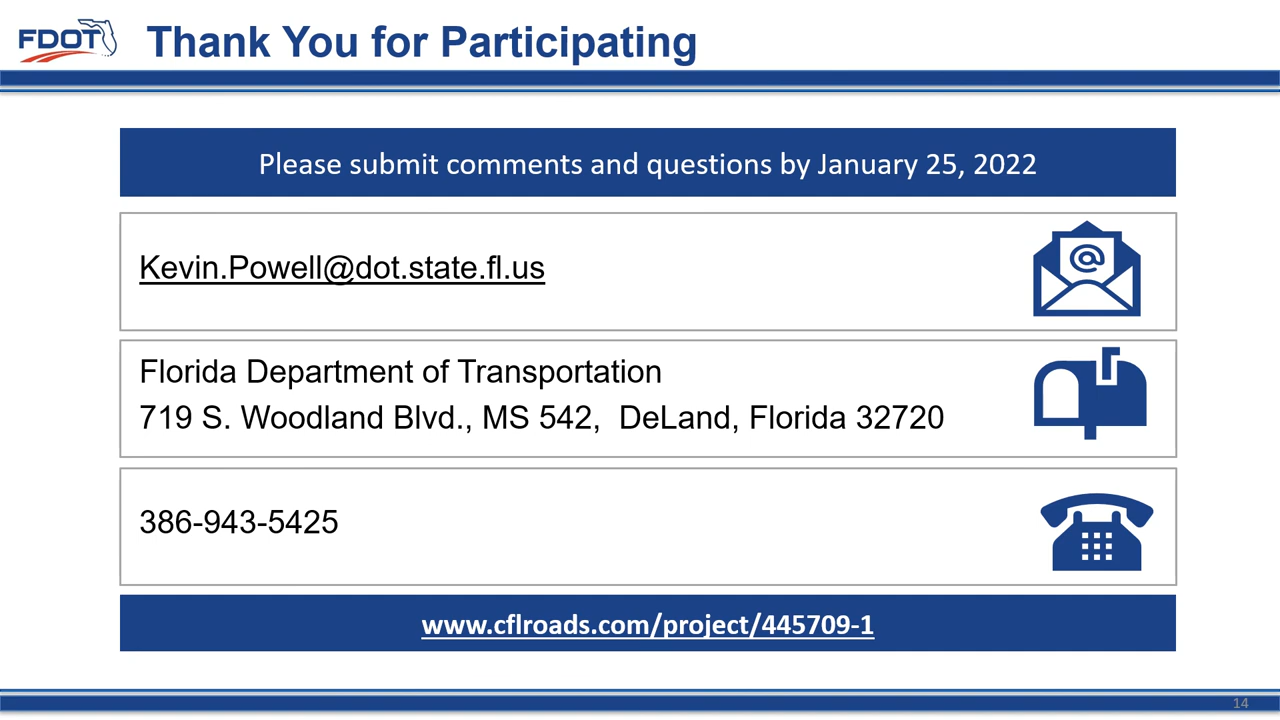 FDOT
Thank You for Participating
Please submit comments and questions by January 25, 2022
Kevin.Powell@dot.state.fl.us
@
Florida Department of Transportation
719 S. Woodland Blvd., MS 542, DeLand, Florida 32720
386-943-5425
www.cflroads.com/project/445709-1
14